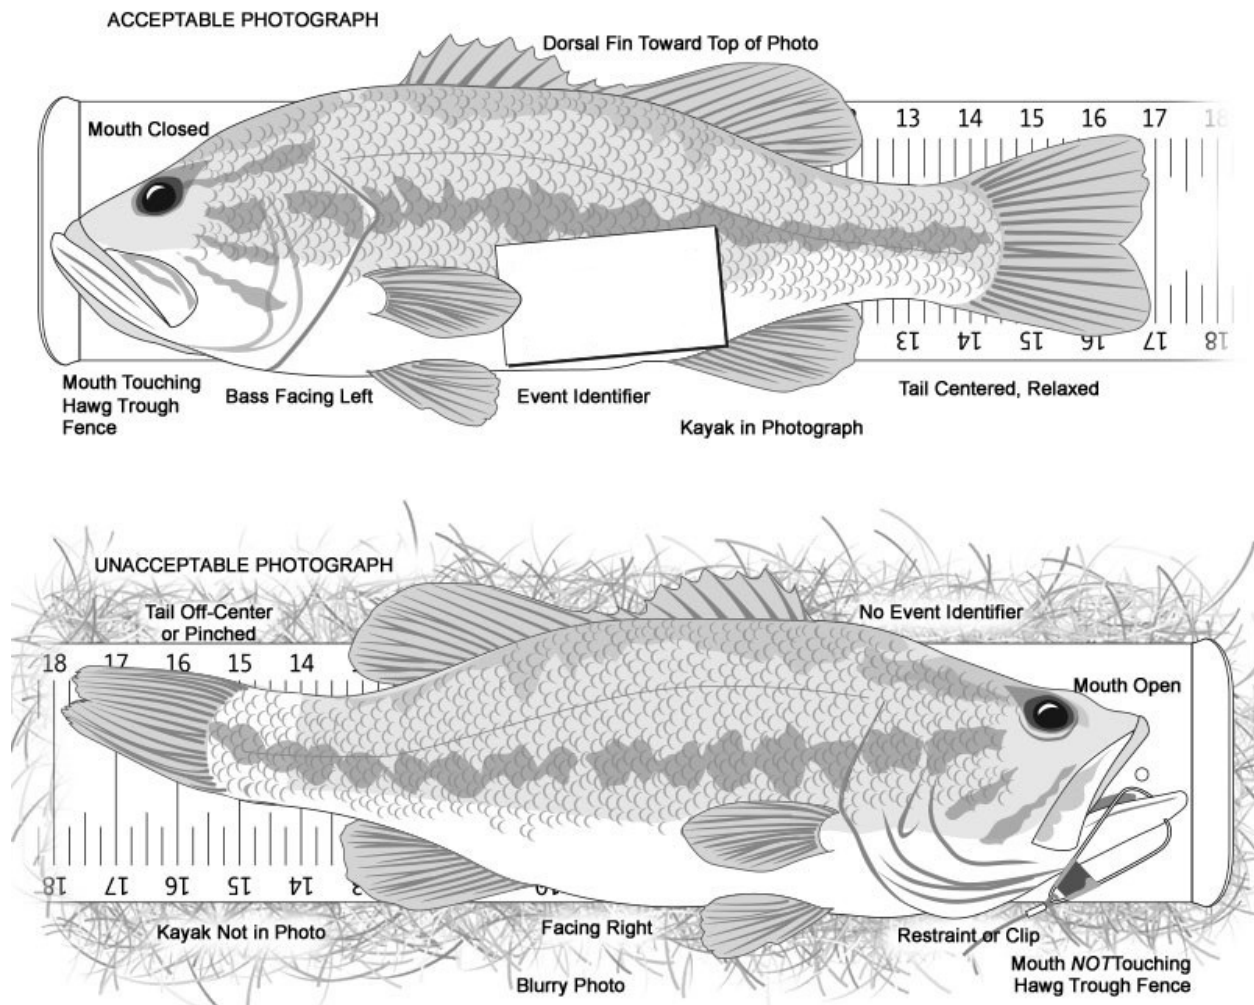 ACCEPTABLE PHOTOGRAPH
Dorsal Fin Toward Top of Photo
Mouth Closed
13 14 15 16 17 18
13 14 15 16 17 18
Mouth Touching
Hawg Trough
Fence
Bass Facing Left
Event Identifier
Tail Centered, Relaxed
Kayak in Photograph
UNACCEPTABLE PHOTOGRAPH
Tail Off-Center
or Pinched
No Event Identifier
18 17 16 15 14
Mouth Open
18 17 16 15 14
Kayak Not in Photo
Facing Right
Restraint or Clip
Blurry Photo
Mouth NOT Touching
Hawg Trough Fence